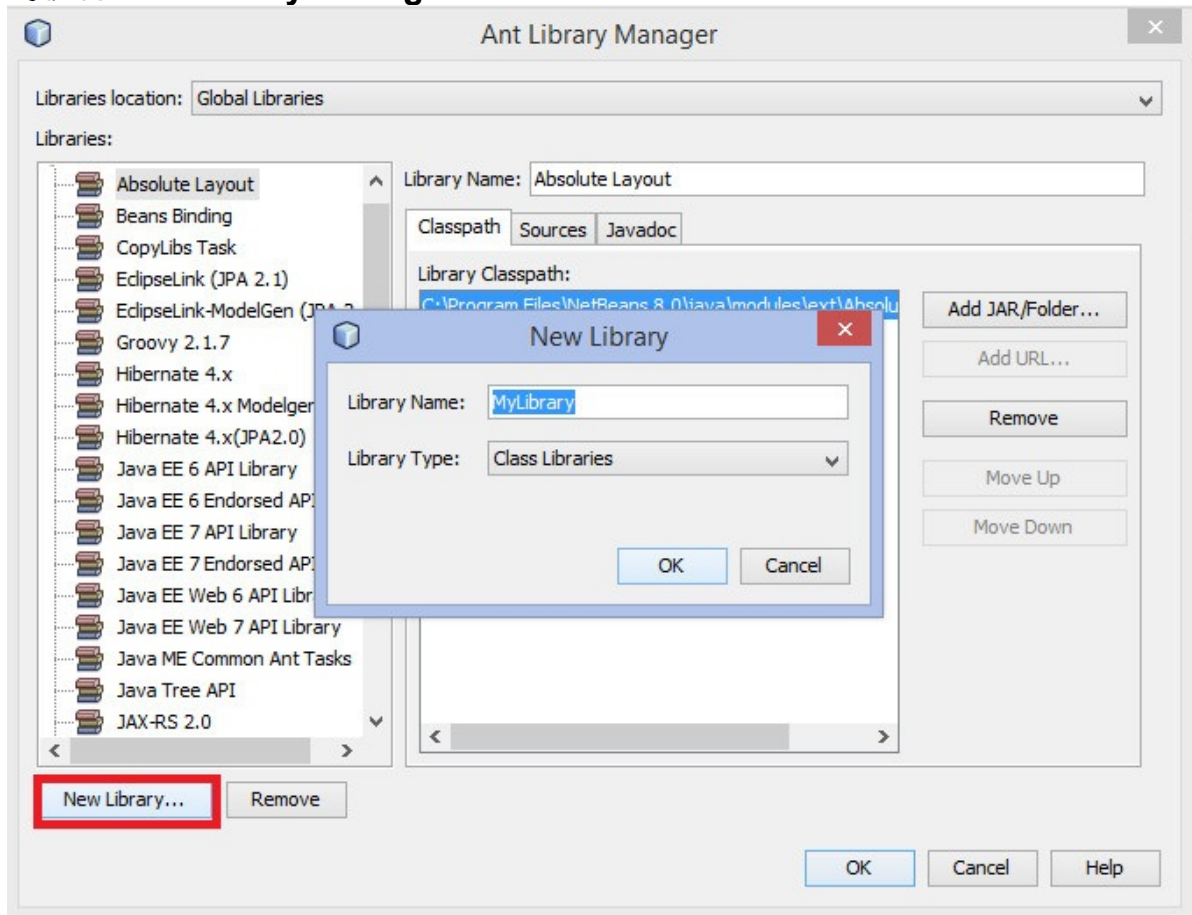 Ant Library Manager
Libraries location: Global Libraries
Libraries:
Absolute Layout
Beans Binding
CopyLibs Task
EclipseLink (JPA 2.1)
EclipseLink-ModelGen (JPA 2
Groovy 2.1.7
Hibernate 4.x
Hibernate 4.x Modelger
Hibernate 4.x(JPA2.0)
Java EE 6 API Library
Java EE 6 Endorsed API
Java EE 7 API Library
Java EE 7 Endorsed API
Java EE Web 6 API Libr
Java EE Web 7 API Library
Java ME Common Ant Tasks
Java Tree API
JAX-RS 2.0
New Library...
Remove
Library Name: Absolute Layout
Classpath Sources Javadoc
Library Classpath:
C:\Program Files\NetBeans 8.0\java\modules\ext\Absolu
Add JAR/Folder...
Add URL...
Remove
Move Up
Move Down
New Library
Library Name: MyLibrary
Library Type: Class Libraries
OK Cancel
OK Cancel Help